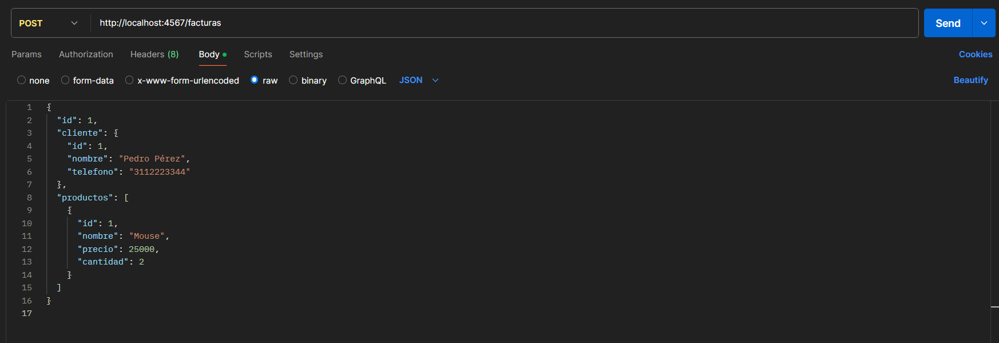 POST http://localhost:4567/facturas Send
Params Authorization Headers (8) Body Scripts Settings Cookies
none form-data x-www-form-urlencoded raw binary GraphQL JSON Beautify
1 {
2 "id": 1,
3 "cliente": {
4 "id": 1,
5 "nombre": "Pedro Pérez",
6 "telefono": "3112223344"
7 },
8 "productos": [
9 {
10 "id": 1,
11 "nombre": "Mouse",
12 "precio": 25000,
13 "cantidad": 2
14 }
15 ]
16 }
17